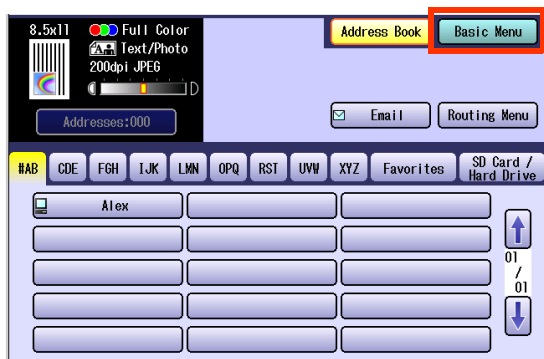 8.5x11 Full Color
Text/Photo
200dpi JPEG
Addresses:000
Address Book Basic Menu
Email Routing Menu
#AB CDE FGH IJK LMN OPQ RST UVW XYZ Favorites SD Card / Hard Drive
Alex
01
/
01